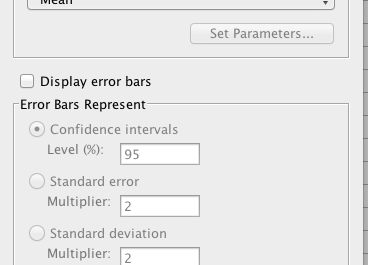 Mean
Set Parameters...
Display error bars
Error Bars Represent
Confidence intervals
Level (%): 95
Standard error
Multiplier: 2
Standard deviation
Multiplier: 2